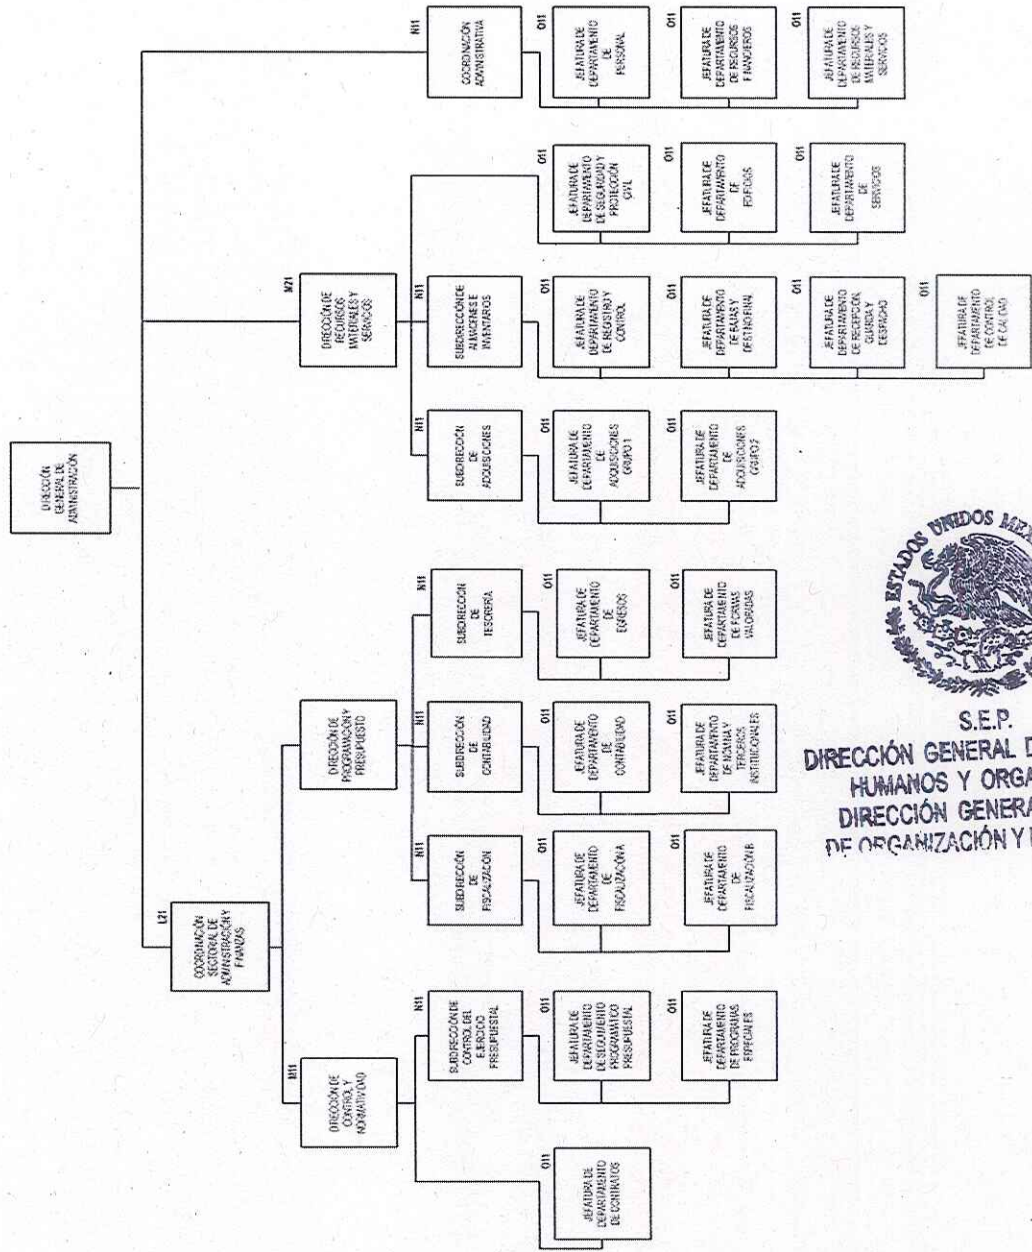 DIRECCIÓN
GENERAL DE
ADMINISTRACIÓN
L21
COORDINACIÓN
SECTORIAL DE
ADMINISTRACIÓN Y
FINANZAS
M11
DIRECCIÓN DE
CONTROL Y
NORMATIVIDAD
DIRECCIÓN DE
PROGRAMACIÓN Y
PRESUPUESTO
M21
DIRECCIÓN DE
RECURSOS
MATERIALES Y
SERVICIOS
N11
SUBDIRECCIÓN DE
CONTROL DEL
EJERCICIO
PRESUPUESTAL
N11
SUBDIRECCIÓN
DE
FISCALIZACIÓN
N11
SUBDIRECCIÓN
DE
CONTABILIDAD
N11
SUBDIRECCIÓN
DE
TESORERÍA
N11
SUBDIRECCIÓN
DE
ADQUISICIONES
N11
SUBDIRECCIÓN DE
ALMACENES E
INVENTARIOS
N11
COORDINACIÓN
ADMINISTRATIVA
O11
JEFATURA DE
DEPARTAMENTO
DE CONTRATOS
O11
JEFATURA DE
DEPARTAMENTO
DE SEGUIMIENTO
PROGRAMÁTICO
PRESUPUESTAL
O11
JEFATURA DE
DEPARTAMENTO
DE
FISCALIZACIÓN A
O11
JEFATURA DE
DEPARTAMENTO
DE
CONTABILIDAD
O11
JEFATURA DE
DEPARTAMENTO
DE
EGRESOS
O11
JEFATURA DE
DEPARTAMENTO
DE
ADQUISICIONES
GRUPO 1
O11
JEFATURA DE
DEPARTAMENTO
DE REGISTRO Y
CONTROL
O11
JEFATURA DE
DEPARTAMENTO
DE SEGURIDAD Y
PROTECCIÓN
CIVIL
O11
JEFATURA DE
DEPARTAMENTO
DE
PERSONAL
O11
JEFATURA DE
DEPARTAMENTO
DE PROGRAMAS
ESPECIALES
O11
JEFATURA DE
DEPARTAMENTO
DE
FISCALIZACIÓN B
O11
JEFATURA DE
DEPARTAMENTO
DE NÓMINA Y
TERCEROS
INSTITUCIONALES
O11
JEFATURA DE
DEPARTAMENTO
DE FORMAS
VALORADAS
O11
JEFATURA DE
DEPARTAMENTO
DE
ADQUISICIONES
GRUPO 2
O11
JEFATURA DE
DEPARTAMENTO
DE BAJAS Y
DESTINO FINAL
O11
JEFATURA DE
DEPARTAMENTO
DE
EDIFICIOS
O11
JEFATURA DE
DEPARTAMENTO
DE RECURSOS
FINANCIEROS
O11
JEFATURA DE
DEPARTAMENTO
DE RECEPCIÓN,
GUARDA Y
DESPACHO
O11
JEFATURA DE
DEPARTAMENTO
DE
SERVICIOS
O11
JEFATURA DE
DEPARTAMENTO
DE RECURSOS
MATERIALES Y
SERVICIOS
O11
JEFATURA DE
DEPARTAMENTO
DE CONTROL
DE CALIDAD
ESTADOS UNIDOS MEX
S.E.P.
DIRECCIÓN GENERAL D
HUMANOS Y ORGA
DIRECCIÓN GENERA
DE ORGANIZACIÓN Y